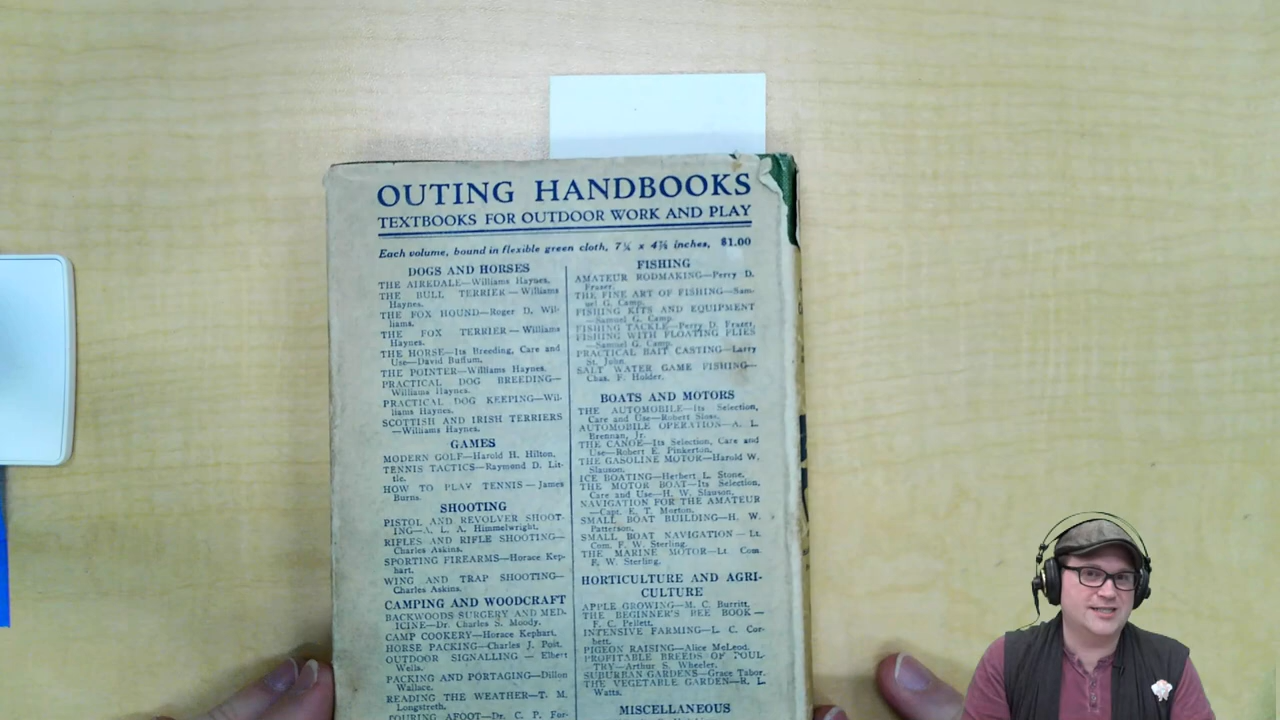 OUTING HANDBOOKS
TEXTBOOKS FOR OUTDOOR WORK AND PLAY
Each volume, bound in flexible green cloth, 7¼ x 4⅞ inches, $1.00
DOGS AND HORSES
THE AIREDALE—Williams Haynes.
THE BULL TERRIER—Williams
Haynes.
THE FOX HOUND—Roger D. Wil-
liams.
THE FOX TERRIER—Williams
Haynes.
THE HORSE—Its Breeding, Care and
Use—David Buffum.
THE POINTER—Williams Haynes.
PRACTICAL DOG BREEDING—
Williams Haynes.
PRACTICAL DOG KEEPING—Wil-
liams Haynes.
SCOTTISH AND IRISH TERRIERS
—Williams Haynes.
GAMES
MODERN GOLF—Harold H. Hilton.
TENNIS TACTICS—Raymond D. Lit-
tle.
HOW TO PLAY TENNIS—James
Burns.
SHOOTING
PISTOL AND REVOLVER SHOOT-
ING—A. L. A. Himmelwright.
RIFLES AND RIFLE SHOOTING—
Charles Askins.
SPORTING FIREARMS—Horace Kep-
hart.
WING AND TRAP SHOOTING—
Charles Askins.
CAMPING AND WOODCRAFT
BACKWOODS SURGERY AND MED-
ICINE—Dr. Charles S. Moody.
CAMP COOKERY—Horace Kephart.
HORSE PACKING—Charles J. Post.
OUTDOOR SIGNALLING—Elbert
Wells.
PACKING AND PORTAGING—Dillon
Wallace.
READING THE WEATHER—T. M.
Longstreth.
TOURING AFOOT—Dr. C. P. For-
FISHING
AMATEUR RODMAKING—Perry D.
Frazer.
THE FINE ART OF FISHING—Sam-
uel G. Camp.
FISHING KITS AND EQUIPMENT
—Samuel G. Camp.
FISHING TACKLE—Perry D. Frazer.
FISHING WITH FLOATING FLIES
—Samuel G. Camp.
PRACTICAL BAIT CASTING—Larry
St. John.
SALT WATER GAME FISHING—
Chas. F. Holder.
BOATS AND MOTORS
THE AUTOMOBILE—Its Selection,
Care and Use—Robert Sloss.
AUTOMOBILE OPERATION—A. L.
Brennan, Jr.
THE CANOE—Its Selection, Care and
Use—Robert E. Pinkerton.
THE GASOLINE MOTOR—Harold W.
Slauson.
ICE BOATING—Herbert L. Stone.
THE MOTOR BOAT—Its Selection,
Care and Use—H. W. Slauson.
NAVIGATION FOR THE AMATEUR
—Capt. E. T. Morton.
SMALL BOAT BUILDING—H. W.
Patterson.
SMALL BOAT NAVIGATION—Lt.
Com. F. W. Sterling.
THE MARINE MOTOR—Lt. Com.
F. W. Sterling.
HORTICULTURE AND AGRI-
CULTURE
APPLE GROWING—M. C. Burritt.
THE BEGINNER'S BEE BOOK—
F. C. Pellett.
INTENSIVE FARMING—L. C. Cor-
bett.
PIGEON RAISING—Alice McLeod.
PROFITABLE BREEDS OF POUL-
TRY—Arthur S. Wheeler.
SUBURBAN GARDENS—Grace Tabor.
THE VEGETABLE GARDEN—R. L.
Watts.
MISCELLANEOUS